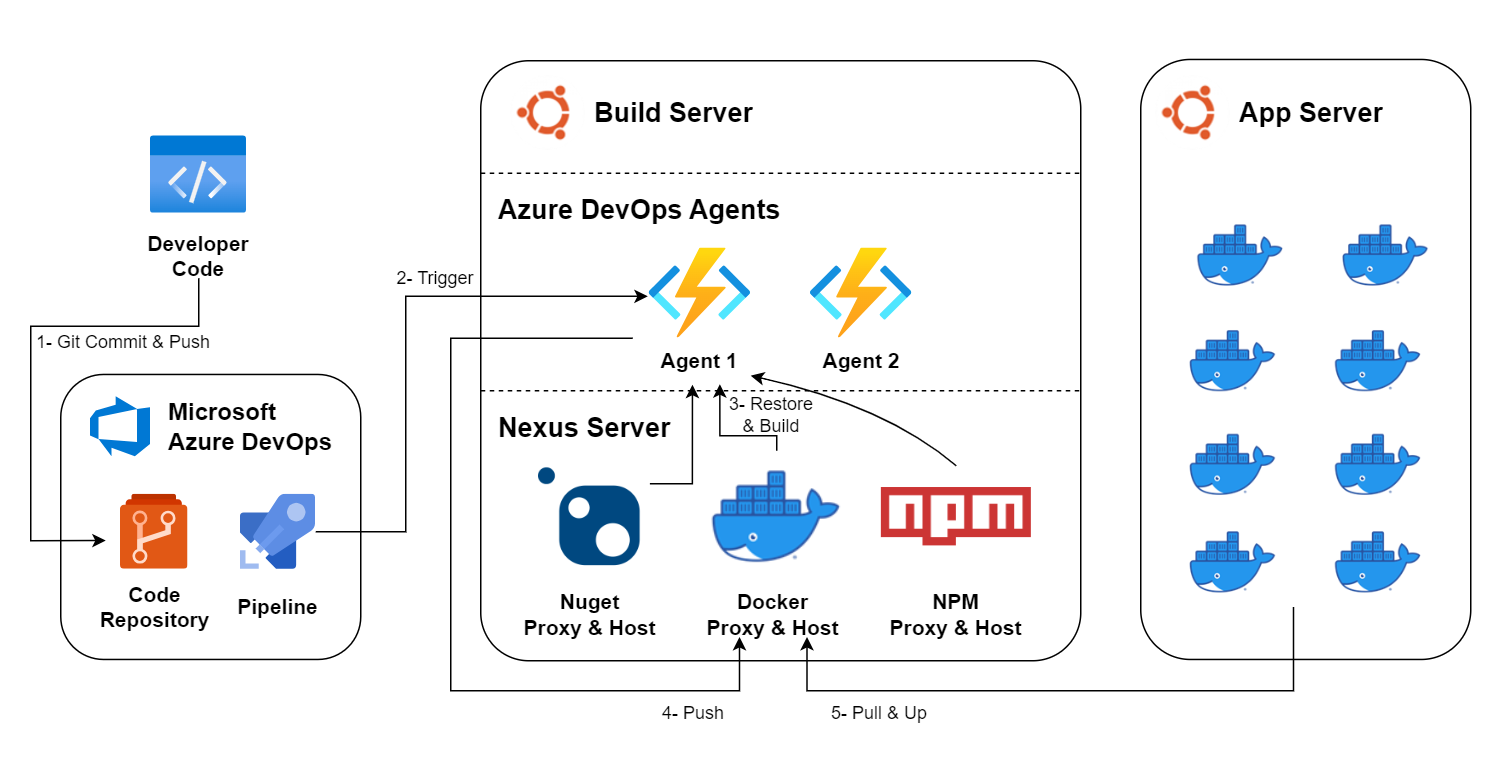 Build Server
App Server
Azure DevOps Agents
Developer
Code
2- Trigger
1- Git Commit & Push
Agent 1
Agent 2
Microsoft
Azure DevOps
3- Restore
& Build
Nexus Server
npm
Code
Repository
Pipeline
Nuget
Proxy & Host
Docker
Proxy & Host
NPM
Proxy & Host
4- Push
5- Pull & Up